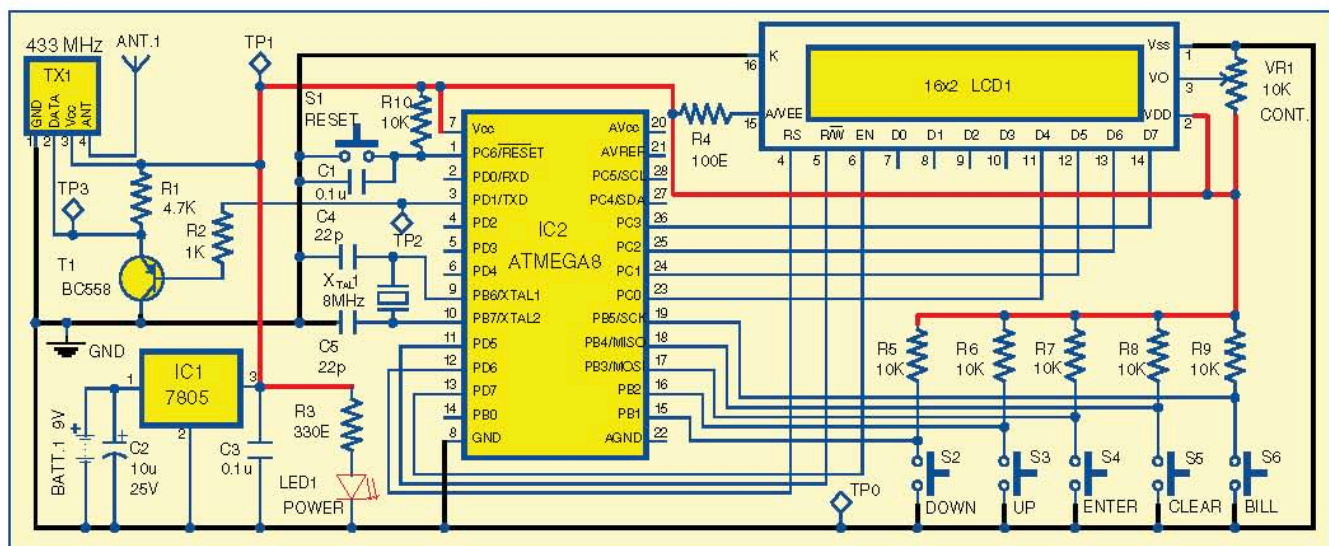 433 MHz
ANT.1
TX1
GND
DATA
Vcc
ANT
1 2 3 4
TP1
TP3
R1
4.7K
R2
1K
T1
BC558
GND
IC1
7805
1
3
2
BATT.1 9V
C2
10u
25V
C3
0.1u
R3
330E
LED1
POWER
S1
RESET
R10
10K
C1
0.1u
C4
22p
TP2
XTAL1
8MHz
C5
22p
IC2
ATMEGA8
7 Vcc
1 PC6/RESET
2 PD0/RXD
3 PD1/TXD
4 PD2
5 PD3
6 PD4
9 PB6/XTAL1
10 PB7/XTAL2
11 PD5
12 PD6
13 PD7
14 PB0
8 GND
AVcc 20
AVREF 21
PC5/SCL 28
PC4/SDA 27
PC3 26
PC2 25
PC1 24
PC0 23
PB5/SCK 19
PB4/MISO 18
PB3/MOS 17
PB2 16
PB1 15
AGND 22
R4
100E
16x2 LCD1
K
16
A/VEE
15
Vss
1
VO
3
VDD
2
RS R/W EN D0 D1 D2 D3 D4 D5 D6 D7
4 5 6 7 8 9 10 11 12 13 14
VR1
10K
CONT.
R5
10K
R6
10K
R7
10K
R8
10K
R9
10K
S2
S3
S4
S5
S6
TP0
DOWN
UP
ENTER
CLEAR
BILL